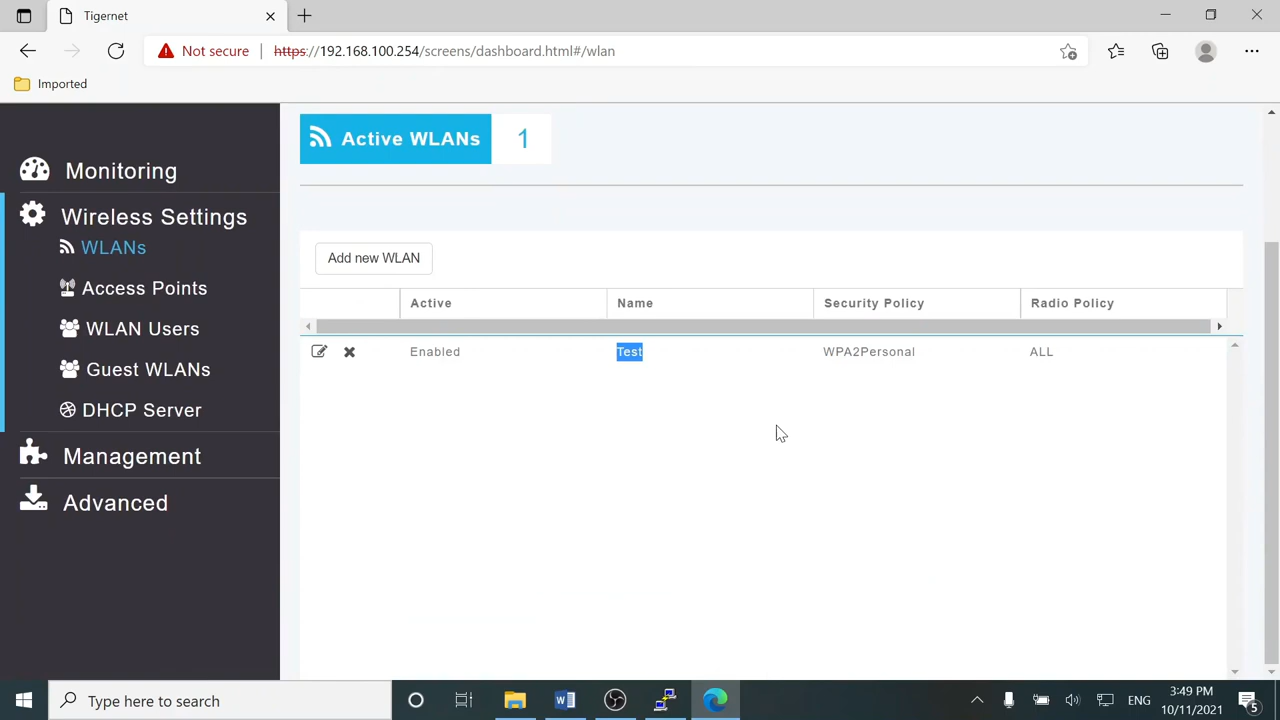 Tigernet
Not secure https://192.168.100.254/screens/dashboard.html#/wlan
Imported
Monitoring
Wireless Settings
WLANs
Access Points
WLAN Users
Guest WLANs
DHCP Server
Management
Advanced
Active WLANs 1
Add new WLAN
Active Name Security Policy Radio Policy
Enabled Test WPA2Personal ALL
Type here to search
ENG
3:49 PM
10/11/2021
5